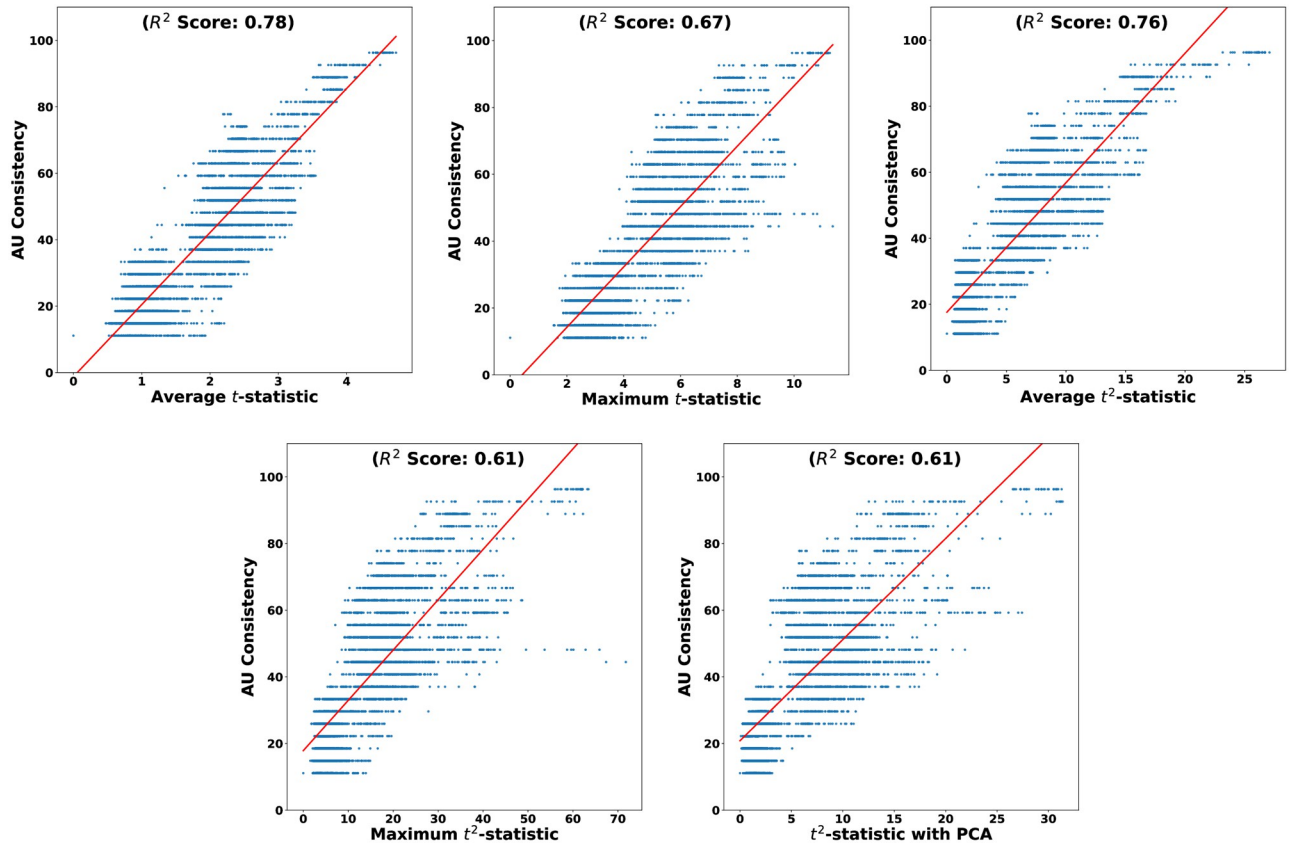 (R² Score: 0.78)
100
80
60
40
20
0
AU Consistency
0 1 2 3 4
Average t-statistic
(R² Score: 0.67)
100
80
60
40
20
0
AU Consistency
0 2 4 6 8 10
Maximum t-statistic
(R² Score: 0.76)
100
80
60
40
20
0
AU Consistency
0 5 10 15 20 25
Average t²-statistic
(R² Score: 0.61)
100
80
60
40
20
0
AU Consistency
0 10 20 30 40 50 60 70
Maximum t²-statistic
(R² Score: 0.61)
100
80
60
40
20
0
AU Consistency
0 5 10 15 20 25 30
t²-statistic with PCA